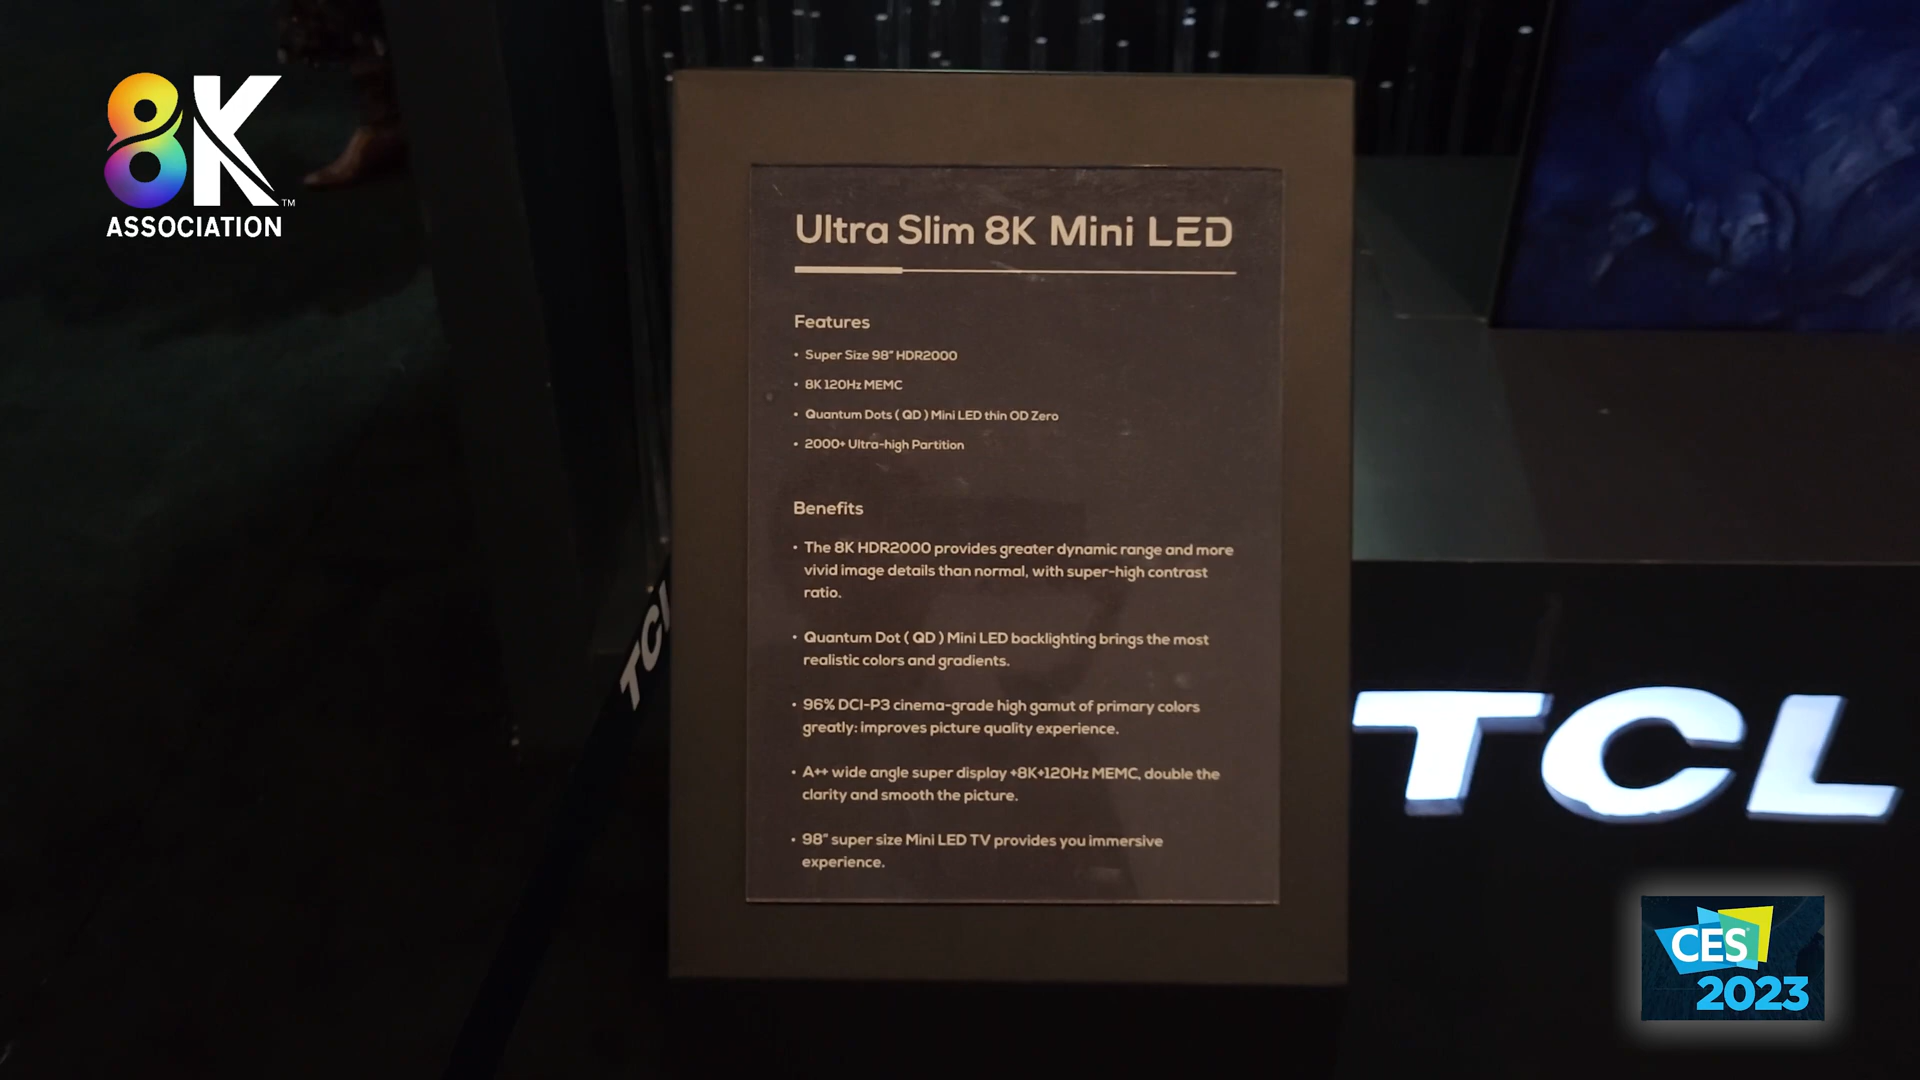 8K
™
ASSOCIATION
Ultra Slim 8K Mini LED
Features
• Super Size 98" HDR2000
• 8K 120Hz MEMC
• Quantum Dots ( QD ) Mini LED thin OD Zero
• 2000+ Ultra-high Partition
Benefits
• The 8K HDR2000 provides greater dynamic range and more
vivid image details than normal, with super-high contrast
ratio.
• Quantum Dot ( QD ) Mini LED backlighting brings the most
realistic colors and gradients.
• 96% DCI-P3 cinema-grade high gamut of primary colors
greatly: improves picture quality experience.
• A++ wide angle super display +8K+120Hz MEMC, double the
clarity and smooth the picture.
• 98" super size Mini LED TV provides you immersive
experience.
TCL
TCL
CES
2023